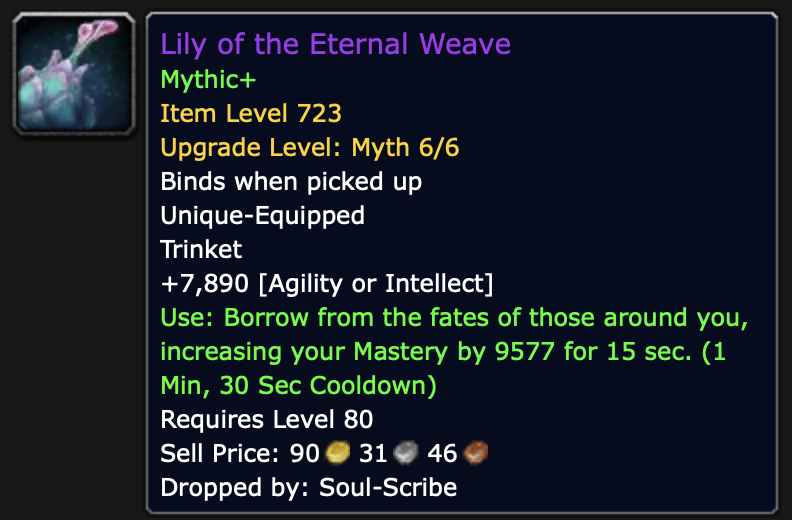 Lily of the Eternal Weave
Mythic+
Item Level 723
Upgrade Level: Myth 6/6
Binds when picked up
Unique-Equipped
Trinket
+7,890 [Agility or Intellect]
Use: Borrow from the fates of those around you,
increasing your Mastery by 9577 for 15 sec. (1
Min, 30 Sec Cooldown)
Requires Level 80
Sell Price: 90 31 46
Dropped by: Soul-Scribe